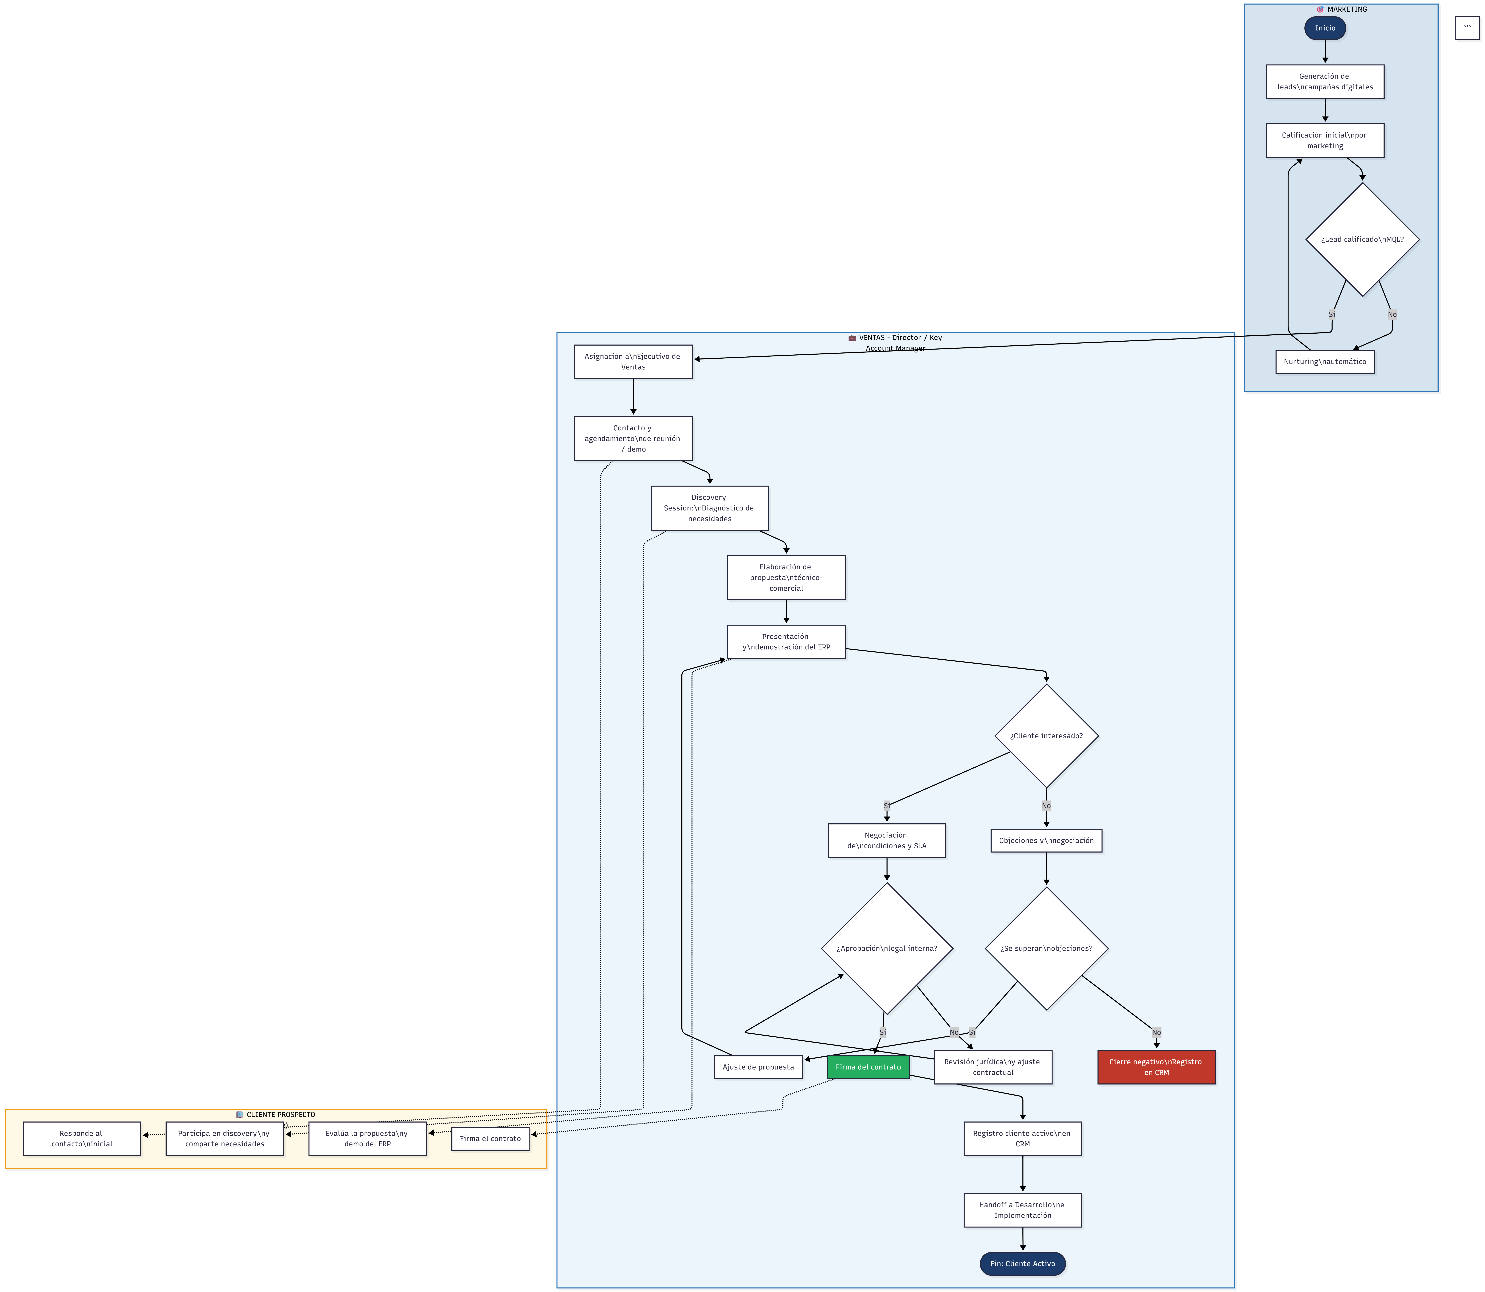 🎯 MARKETING
Inicio
```
Generación de
leads\ncampañas digitales
Calificación inicial\npor
marketing
¿Lead calificado\nMQL?
Sí
No
Nurturing\nautomático
💼 VENTAS - Director / Key
Account Manager
Asignación a\nEjecutivo de
Ventas
Contacto y
agendamiento\nde reunión
/ demo
Discovery
Session:\nDiagnóstico de
necesidades
Elaboración de
propuesta\ntécnico-
comercial
Presentación
y\ndemostración del ERP
¿Cliente interesado?
Sí
No
Negociación
de\ncondiciones y SLA
Objeciones y\nnegociación
¿Aprobación\nlegal interna?
¿Se superan\nobjeciones?
Sí
No
Sí
No
Ajuste de propuesta
Firma del contrato
Revisión jurídica\ny ajuste
contractual
Cierre negativo\nRegistro
en CRM
CLIENTE PROSPECTO
Responde al
contacto\ninicial
Participa en discovery\ny
comparte necesidades
Evalúa la propuesta\ny
demo del ERP
Firma el contrato
Registro cliente activo\nen
CRM
Handoff a Desarrollo\ne
Implementación
Fin: Cliente Activo